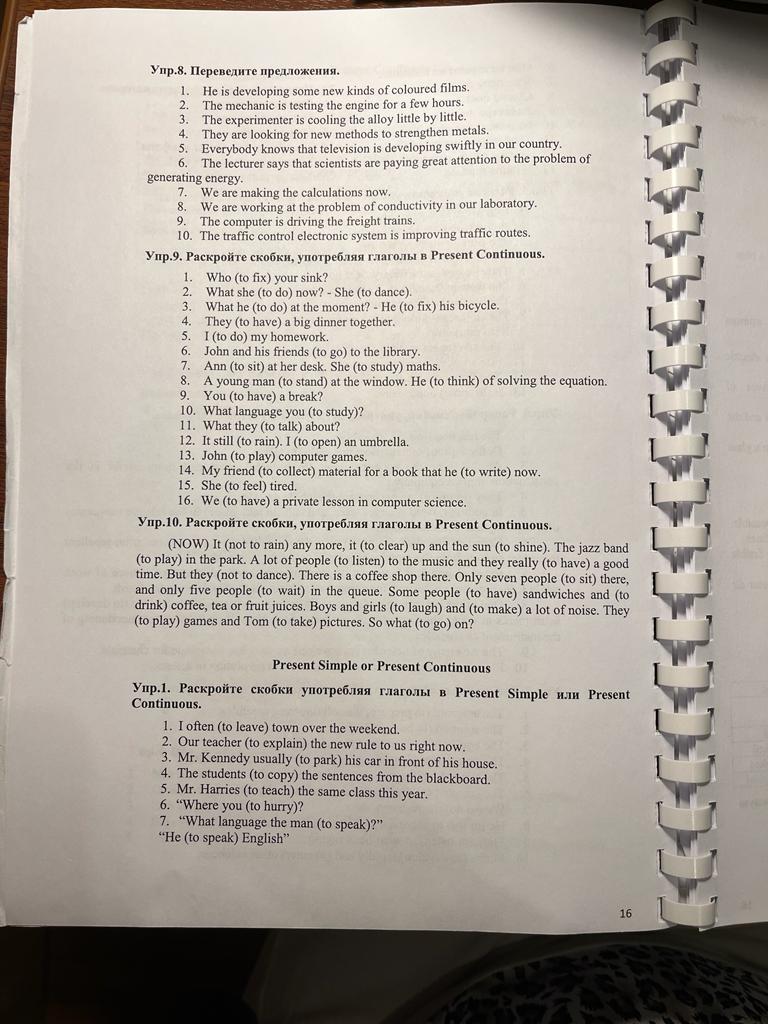 Упр.8. Переведите предложения.
1. He is developing some new kinds of coloured films.
2. The mechanic is testing the engine for a few hours.
3. The experimenter is cooling the alloy little by little.
4. They are looking for new methods to strengthen metals.
5. Everybody knows that television is developing swiftly in our country.
6. The lecturer says that scientists are paying great attention to the problem of
generating energy.
7. We are making the calculations now.
8. We are working at the problem of conductivity in our laboratory.
9. The computer is driving the freight trains.
10. The traffic control electronic system is improving traffic routes.
Упр.9. Раскройте скобки, употребляя глаголы в Present Continuous.
1. Who (to fix) your sink?
2. What she (to do) now? - She (to dance).
3. What he (to do) at the moment? - He (to fix) his bicycle.
4. They (to have) a big dinner together.
5. I (to do) my homework.
6. John and his friends (to go) to the library.
7. Ann (to sit) at her desk. She (to study) maths.
8. A young man (to stand) at the window. He (to think) of solving the equation.
9. You (to have) a break?
10. What language you (to study)?
11. What they (to talk) about?
12. It still (to rain). I (to open) an umbrella.
13. John (to play) computer games.
14. My friend (to collect) material for a book that he (to write) now.
15. She (to feel) tired.
16. We (to have) a private lesson in computer science.
Упр.10. Раскройте скобки, употребляя глаголы в Present Continuous.
(NOW) It (not to rain) any more, it (to clear) up and the sun (to shine). The jazz band
(to play) in the park. A lot of people (to listen) to the music and they really (to have) a good
time. But they (not to dance). There is a coffee shop there. Only seven people (to sit) there,
and only five people (to wait) in the queue. Some people (to have) sandwiches and (to
drink) coffee, tea or fruit juices. Boys and girls (to laugh) and (to make) a lot of noise. They
(to play) games and Tom (to take) pictures. So what (to go) on?
Present Simple or Present Continuous
Упр.1. Раскройте скобки употребляя глаголы в Present Simple или Present
Continuous.
1. I often (to leave) town over the weekend.
2. Our teacher (to explain) the new rule to us right now.
3. Mr. Kennedy usually (to park) his car in front of his house.
4. The students (to copy) the sentences from the blackboard.
5. Mr. Harries (to teach) the same class this year.
6. "Where you (to hurry)?
7. "What language the man (to speak)?"
"He (to speak) English"
16